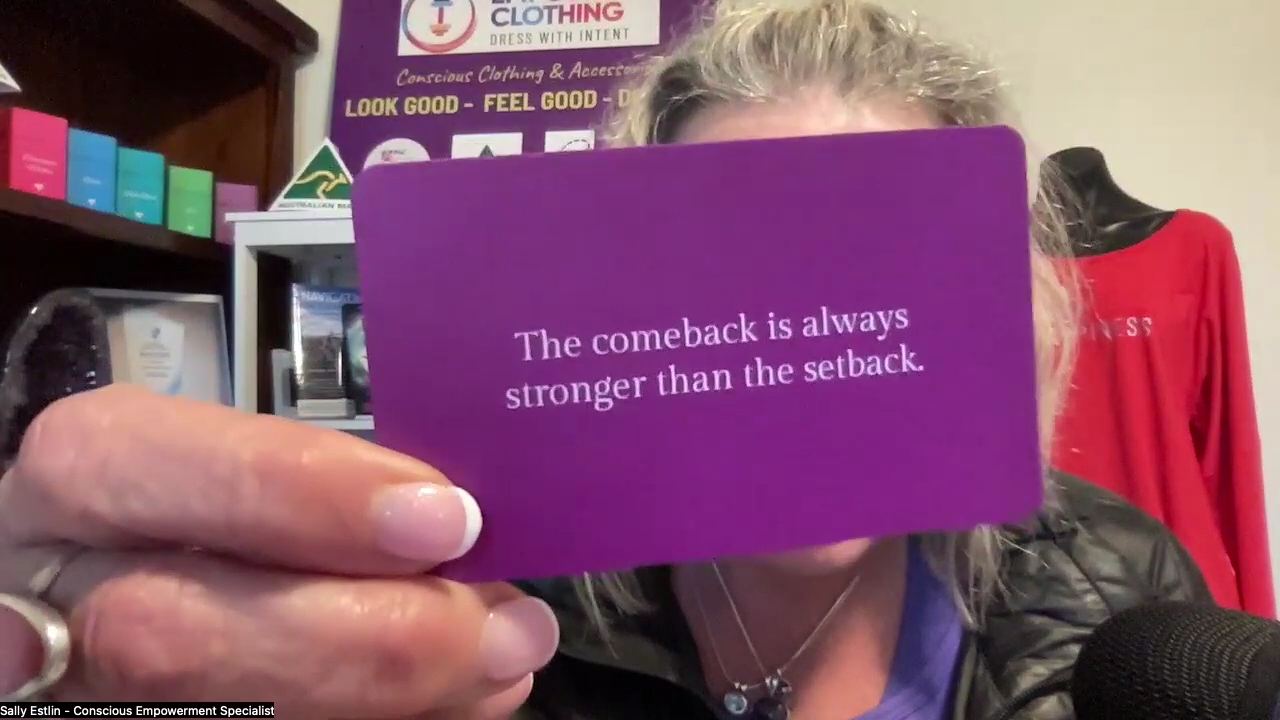 CLOTHING
DRESS WITH INTENT
Conscious Clothing &
LOOK GOOD - FEEL GOOD -
AUSTRALIAN
The comeback is always
stronger than the setback.
Sally Estlin - Conscious Empowerment Specialist